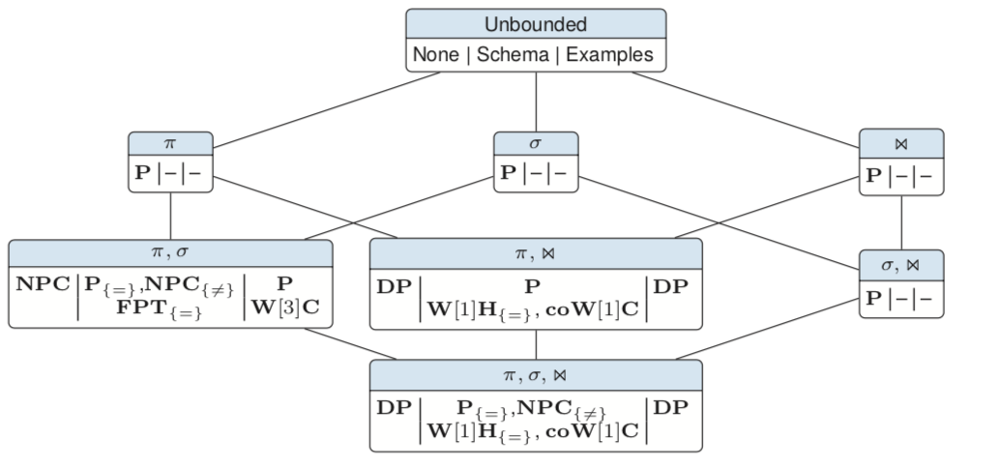 Unbounded
None | Schema | Examples
π
P |–|–
σ
P |–|–
⋈
P |–|–
π, σ
NPC | P{=},NPC{≠} | P
FPT{=} | W[3]C
π, ⋈
DP | P | DP
W[1]H{=}, coW[1]C
σ, ⋈
P |–|–
π, σ, ⋈
DP | P{=},NPC{≠} | DP
W[1]H{=}, coW[1]C